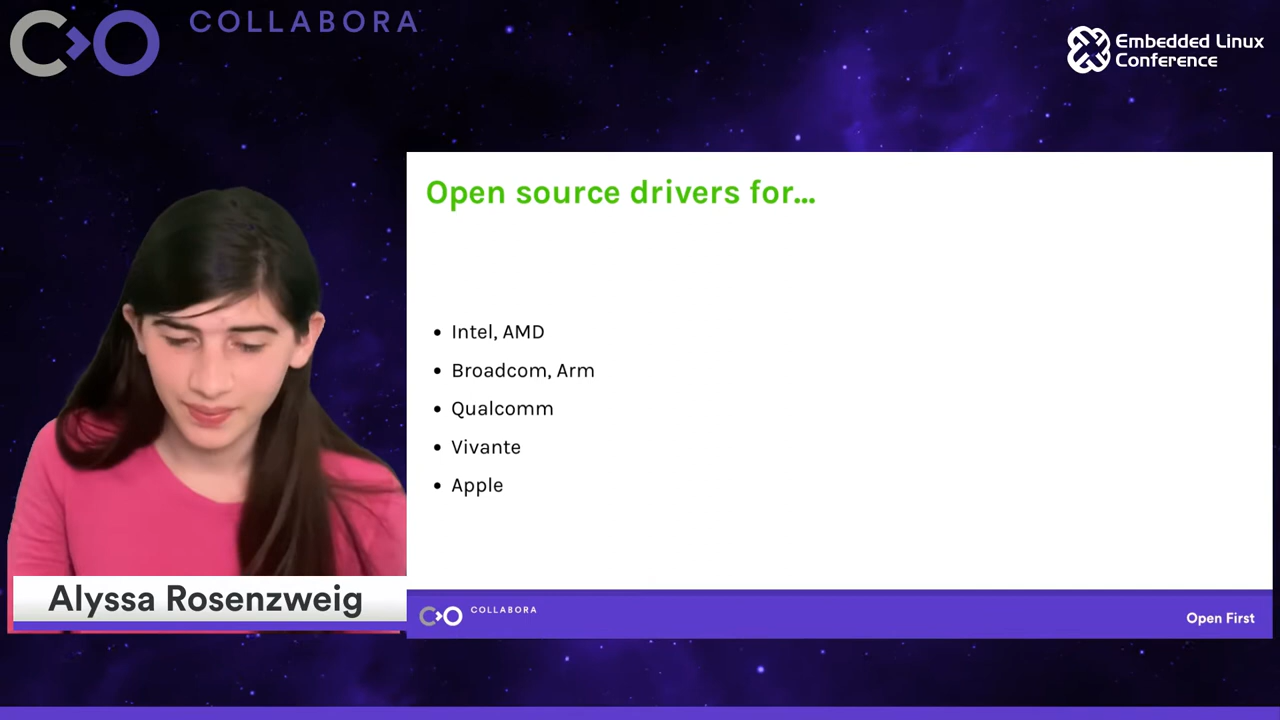 COLLABORA
Embedded Linux
Conference
Open source drivers for...
Intel, AMD
Broadcom, Arm
Qualcomm
Vivante
Apple
Alyssa Rosenzweig
COLLABORA
Open First